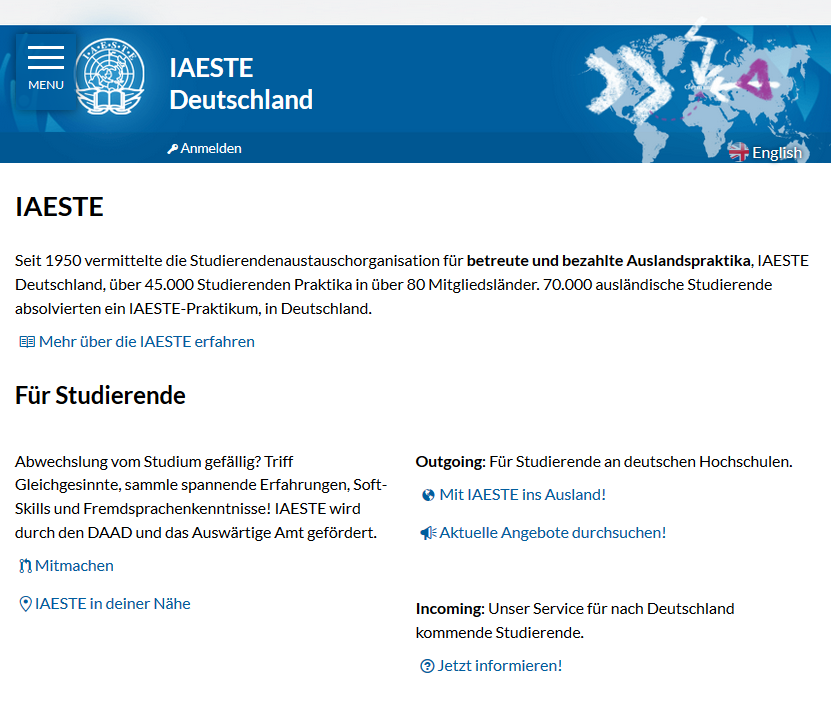 MENU
I·A·E·S·T·E
IAESTE
Deutschland
Anmelden
English
IAESTE
Seit 1950 vermittelte die Studierendenaustauschorganisation für betreute und bezahlte Auslandspraktika, IAESTE
Deutschland, über 45.000 Studierenden Praktika in über 80 Mitgliedsländer. 70.000 ausländische Studierende
absolvierten ein IAESTE-Praktikum, in Deutschland.
Mehr über die IAESTE erfahren
Für Studierende
Abwechslung vom Studium gefällig? Triff
Gleichgesinnte, sammle spannende Erfahrungen, Soft-
Skills und Fremdsprachenkenntnisse! IAESTE wird
durch den DAAD und das Auswärtige Amt gefördert.
Mitmachen
IAESTE in deiner Nähe
Outgoing: Für Studierende an deutschen Hochschulen.
Mit IAESTE ins Ausland!
Aktuelle Angebote durchsuchen!
Incoming: Unser Service für nach Deutschland
kommende Studierende.
Jetzt informieren!